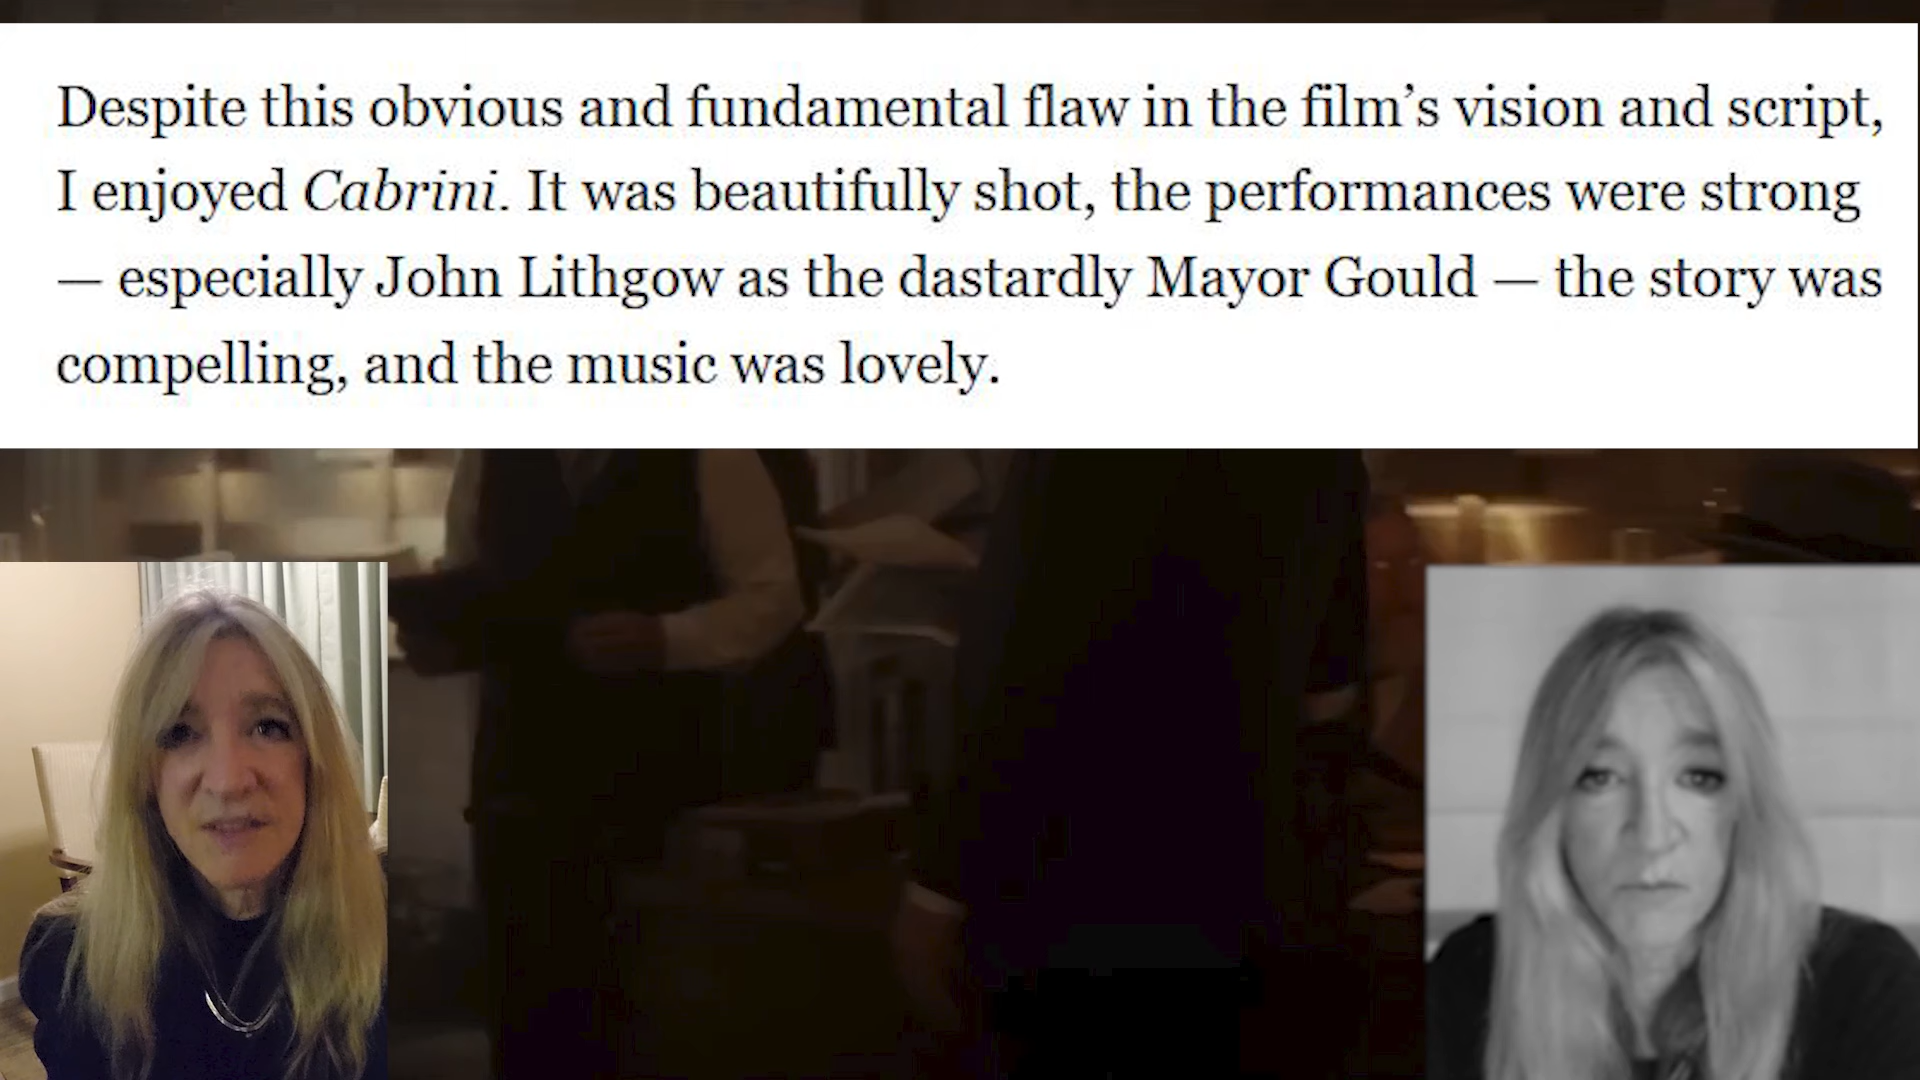 Despite this obvious and fundamental flaw in the film’s vision and script,
I enjoyed Cabrini. It was beautifully shot, the performances were strong
— especially John Lithgow as the dastardly Mayor Gould — the story was
compelling, and the music was lovely.